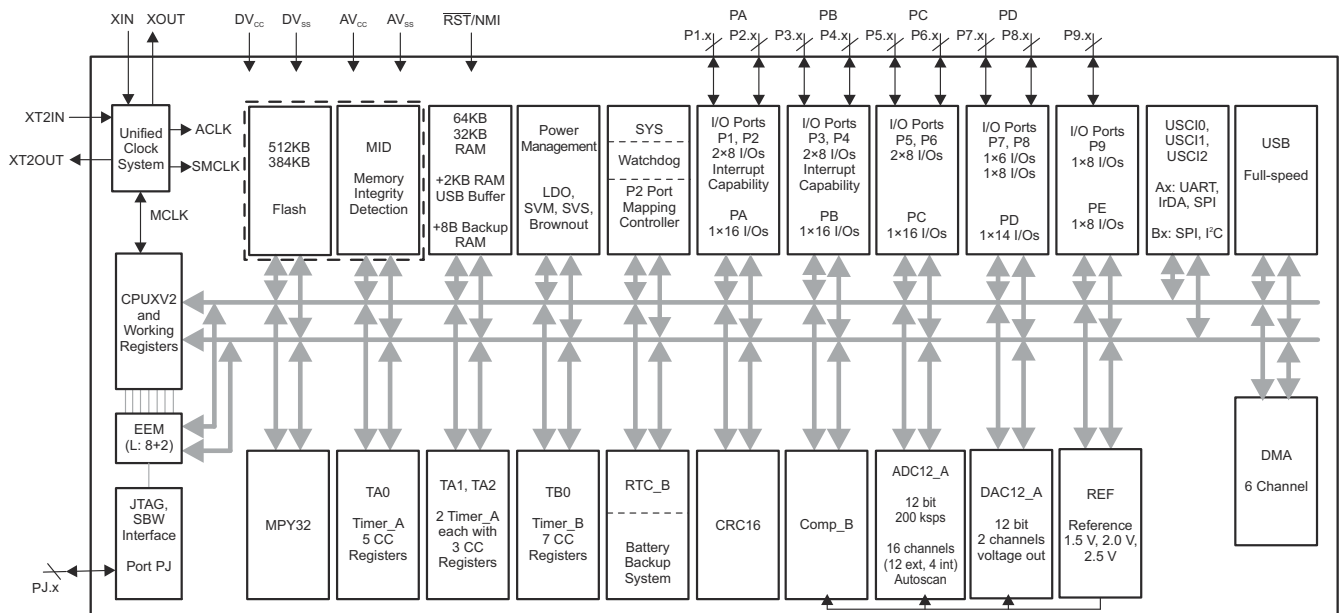 XIN
XOUT
DVCC
DVSS
AVCC
AVSS
RST/NMI
PA
P1.x
P2.x
PB
P3.x
P4.x
PC
P5.x
P6.x
PD
P7.x
P8.x
P9.x
XT2IN
XT2OUT
Unified
Clock
System
ACLK
SMCLK
MCLK
512KB
384KB
Flash
MID
Memory
Integrity
Detection
64KB
32KB
RAM
+2KB RAM
USB Buffer
+8B Backup
RAM
Power
Management
LDO,
SVM, SVS,
Brownout
SYS
Watchdog
P2 Port
Mapping
Controller
I/O Ports
P1, P2
2×8 I/Os
Interrupt
Capability
PA
1×16 I/Os
I/O Ports
P3, P4
2×8 I/Os
Interrupt
Capability
PB
1×16 I/Os
I/O Ports
P5, P6
2×8 I/Os
PC
1×16 I/Os
I/O Ports
P7, P8
1×6 I/Os
1×8 I/Os
PD
1×14 I/Os
I/O Ports
P9
1×8 I/Os
PE
1×8 I/Os
USCI0,
USCI1,
USCI2
Ax: UART,
IrDA, SPI
Bx: SPI, I²C
USB
Full-speed
CPUXV2
and
Working
Registers
EEM
(L: 8+2)
JTAG,
SBW
Interface
Port PJ
PJ.x
MPY32
TA0
Timer_A
5 CC
Registers
TA1, TA2
2 Timer_A
each with
3 CC
Registers
TB0
Timer_B
7 CC
Registers
RTC_B
Battery
Backup
System
CRC16
Comp_B
ADC12_A
12 bit
200 ksps
16 channels
(12 ext, 4 int)
Autoscan
DAC12_A
12 bit
2 channels
voltage out
REF
Reference
1.5 V, 2.0 V,
2.5 V
DMA
6 Channel